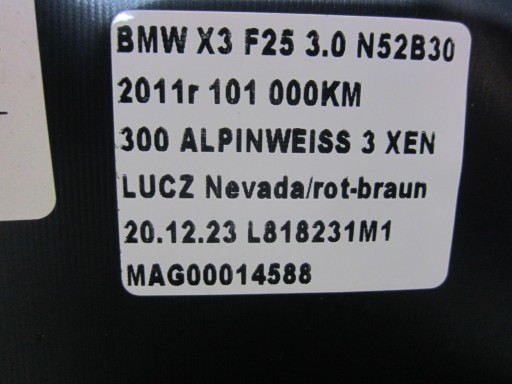 BMW X3 F25 3.0 N52B30
2011r 101 000KM
300 ALPINWEISS 3 XEN
LUCZ Nevada/rot-braun
20.12.23 L818231M1
MAG00014588